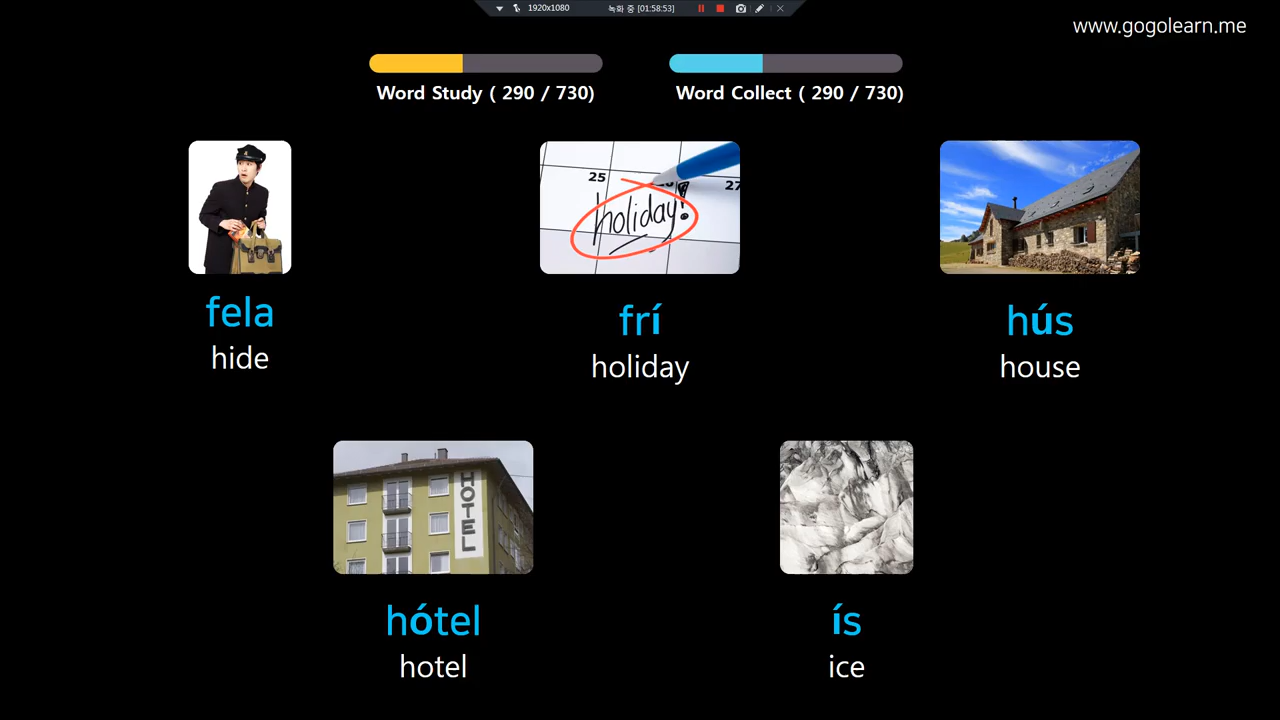 1920x1080 녹화 중 [01:58:53]
www.gogolearn.me
Word Study ( 290 / 730)
Word Collect ( 290 / 730)
25 27
holiday!
fela
hide
frí
holiday
hús
house
HOTEL
hótel
hotel
ís
ice